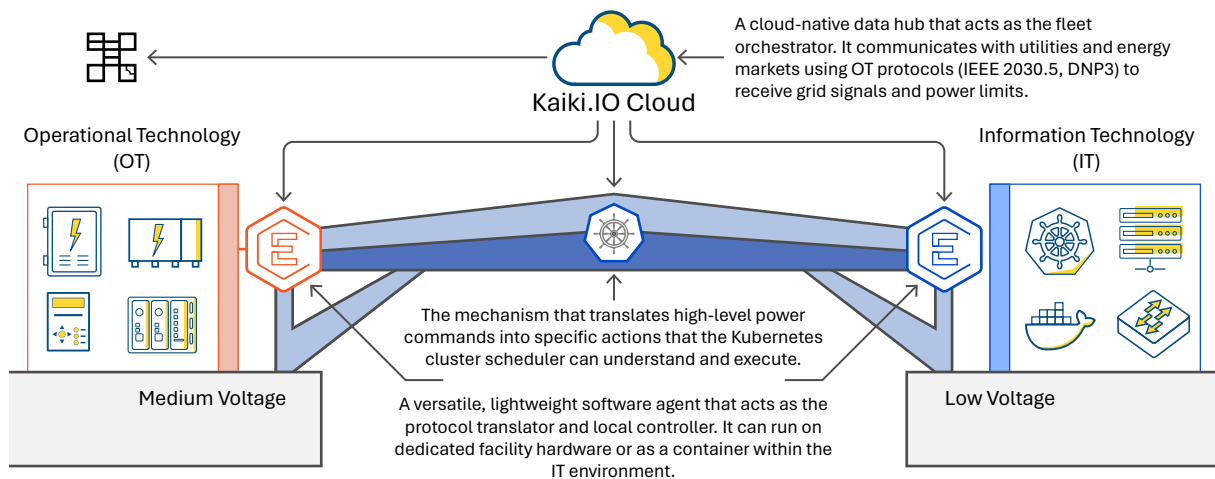 A cloud-native data hub that acts as the fleet
orchestrator. It communicates with utilities and energy
markets using OT protocols (IEEE 2030.5, DNP3) to
receive grid signals and power limits.
Kaiki.IO Cloud
Operational Technology
(OT)
Information Technology
(IT)
E
E
The mechanism that translates high-level power
commands into specific actions that the Kubernetes
cluster scheduler can understand and execute.
Medium Voltage
Low Voltage
A versatile, lightweight software agent that acts as the
protocol translator and local controller. It can run on
dedicated facility hardware or as a container within the
IT environment.